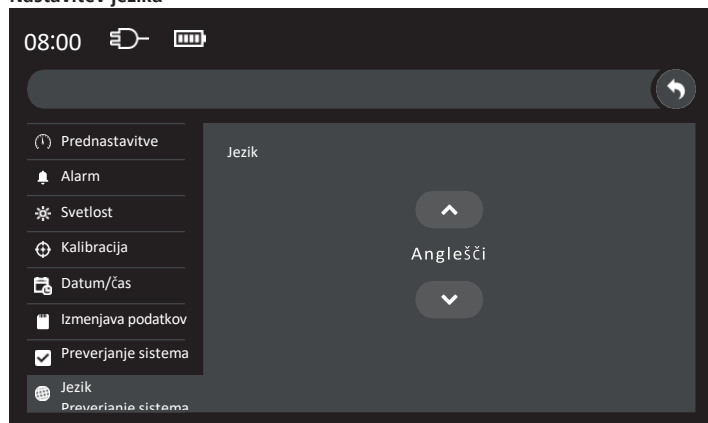 Nastavitev jezika
08:00
Prednastavitve
Jezik
Alarm
Svetlost
Kalibracija
Anglešči
Datum/čas
Izmenjava podatkov
Preverjanje sistema
Jezik
Preverjanje sistema